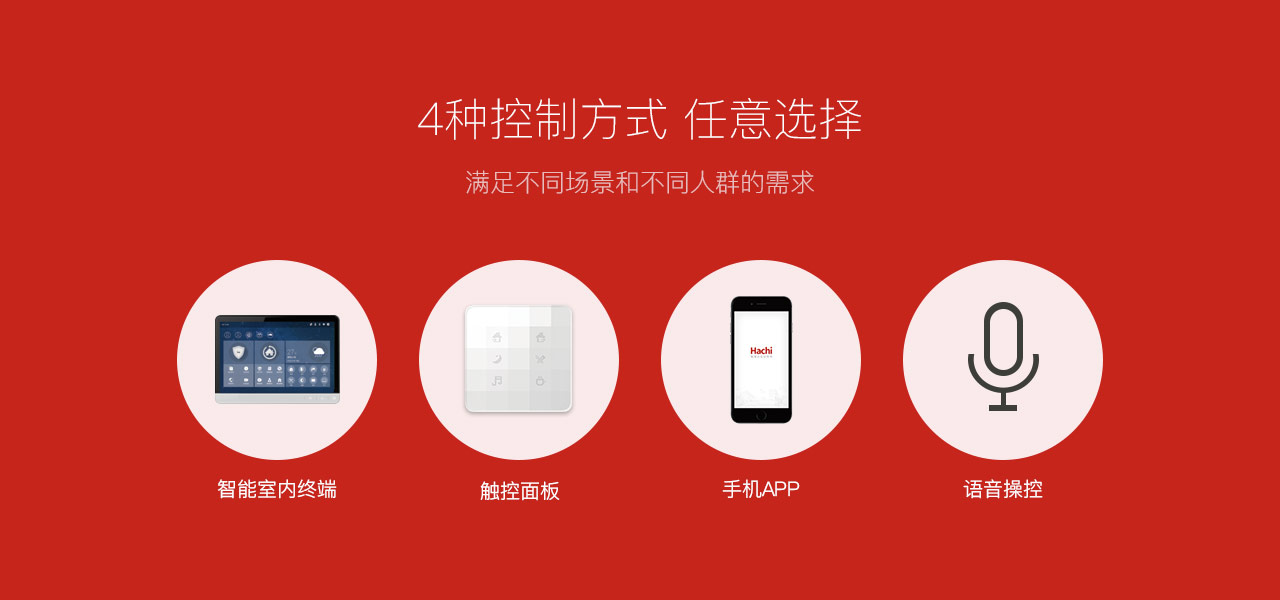 4种控制方式 任意选择
满足不同场景和不同人群的需求
Hachi
智能室内终端
触控面板
手机APP
语音操控